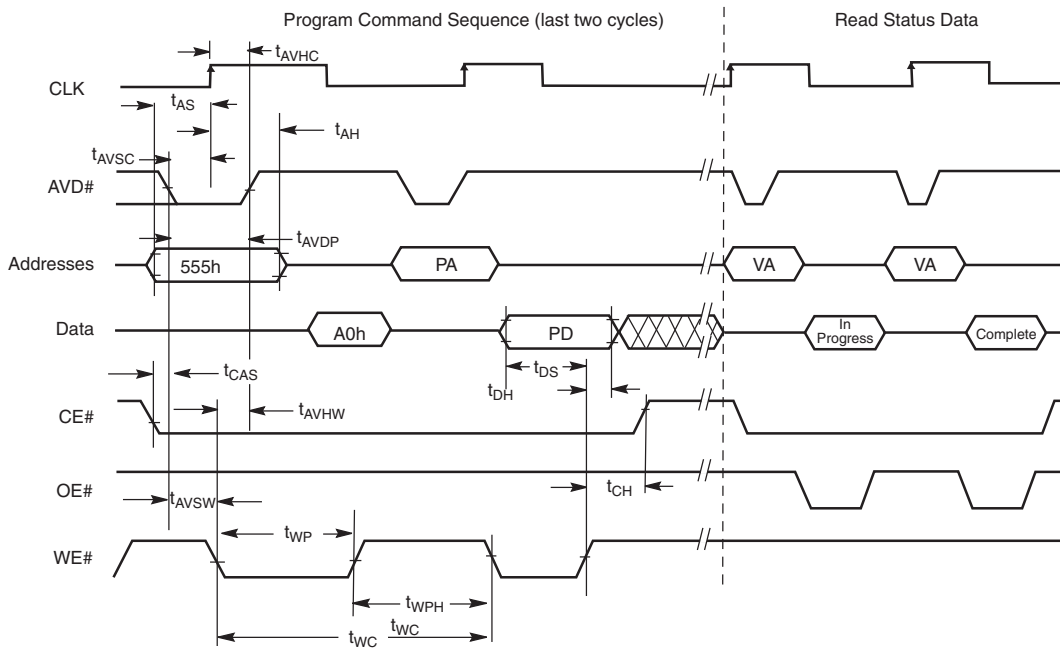 Program Command Sequence (last two cycles)
Read Status Data
tAVHC
CLK
tAS
tAH
tAVSC
AVD#
tAVDP
Addresses
555h
PA
VA
VA
Data
A0h
PD
In
Progress
Complete
tCAS
tDS
tDH
CE#
tAVHW
OE#
tAVSW
tCH
tWP
WE#
tWPH
tWC
tWC